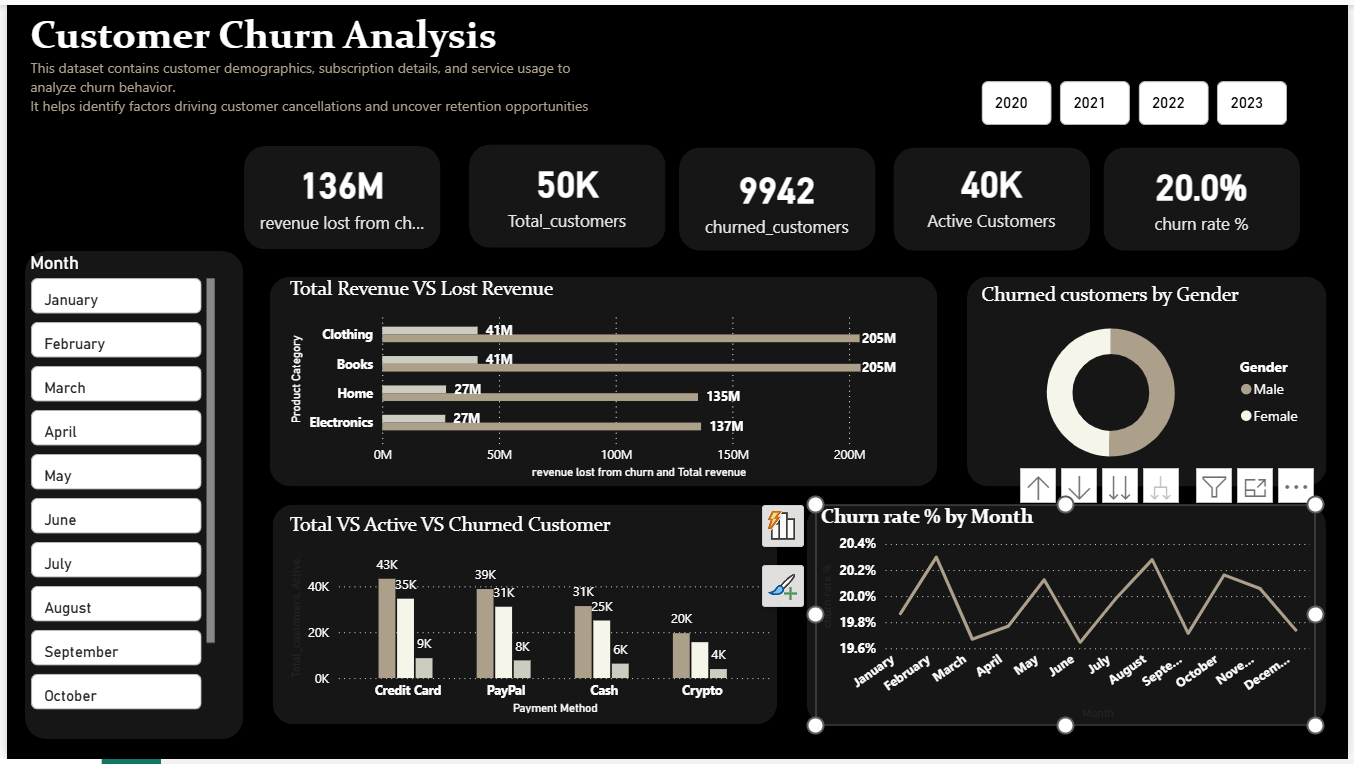 Customer Churn Analysis
This dataset contains customer demographics, subscription details, and service usage to
analyze churn behavior.
It helps identify factors driving customer cancellations and uncover retention opportunities
2020 2021 2022 2023
136M
revenue lost from ch...
50K
Total_customers
9942
churned_customers
40K
Active Customers
20.0%
churn rate %
Month
January
February
March
April
May
June
July
August
September
October
Total Revenue VS Lost Revenue
Product Category
Clothing 41M 205M
Books 41M 205M
Home 27M 135M
Electronics 27M 137M
0M 50M 100M 150M 200M
revenue lost from churn and Total revenue
Churned customers by Gender
Gender
Male
Female
Total VS Active VS Churned Customer
Total_customers, Active...
40K
20K
0K
43K 35K 9K
39K 31K 8K
31K 25K 6K
20K 4K
Credit Card PayPal Cash Crypto
Payment Method
Churn rate % by Month
churn rate %
20.4%
20.2%
20.0%
19.8%
19.6%
January February March April May June July August Septe... October Nove... Decem...
Month